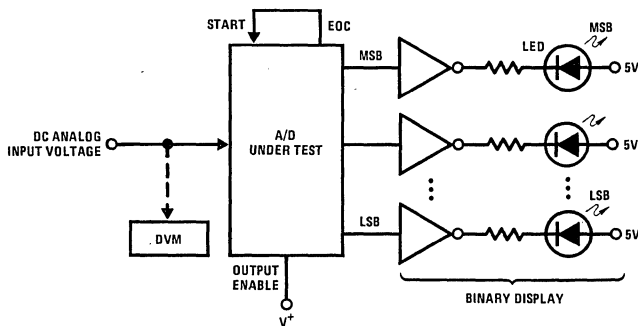 START
EOC
MSB
LED
MSB
5V
DC ANALOG
INPUT VOLTAGE
A/D
UNDER TEST
5V
DVM
LSB
LSB
5V
OUTPUT
ENABLE
V+
BINARY DISPLAY